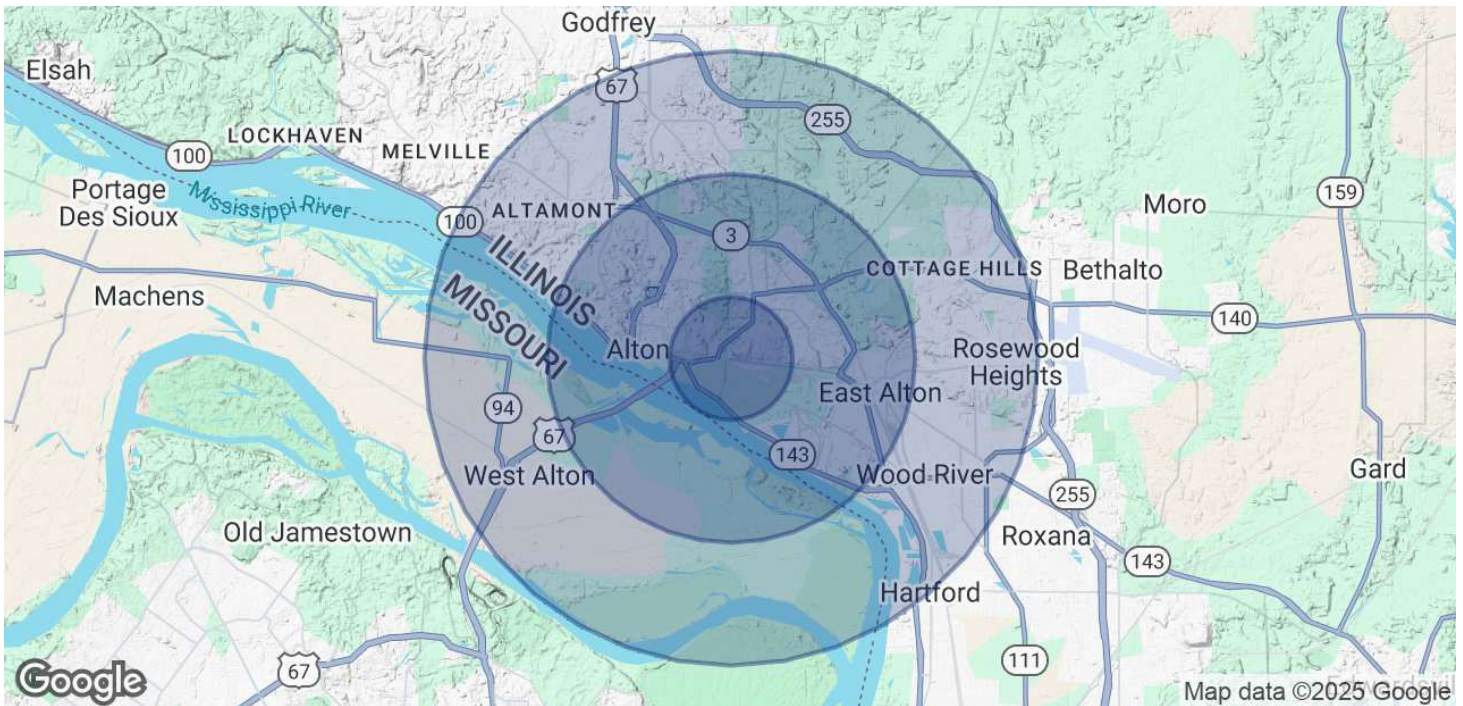 Godfrey
Elsah
67
255
LOCKHAVEN
100
MELVILLE
159
Portage
Des Sioux
Mississippi River
100
ALTAMONT
Moro
3
ILLINOIS
MISSOURI
COTTAGE HILLS
Bethalto
Machens
140
Alton
Rosewood
Heights
East Alton
94
67
143
West Alton
Wood River
Gard
255
Old Jamestown
Roxana
143
Hartford
67
111
Google
Map data ©2025 Google